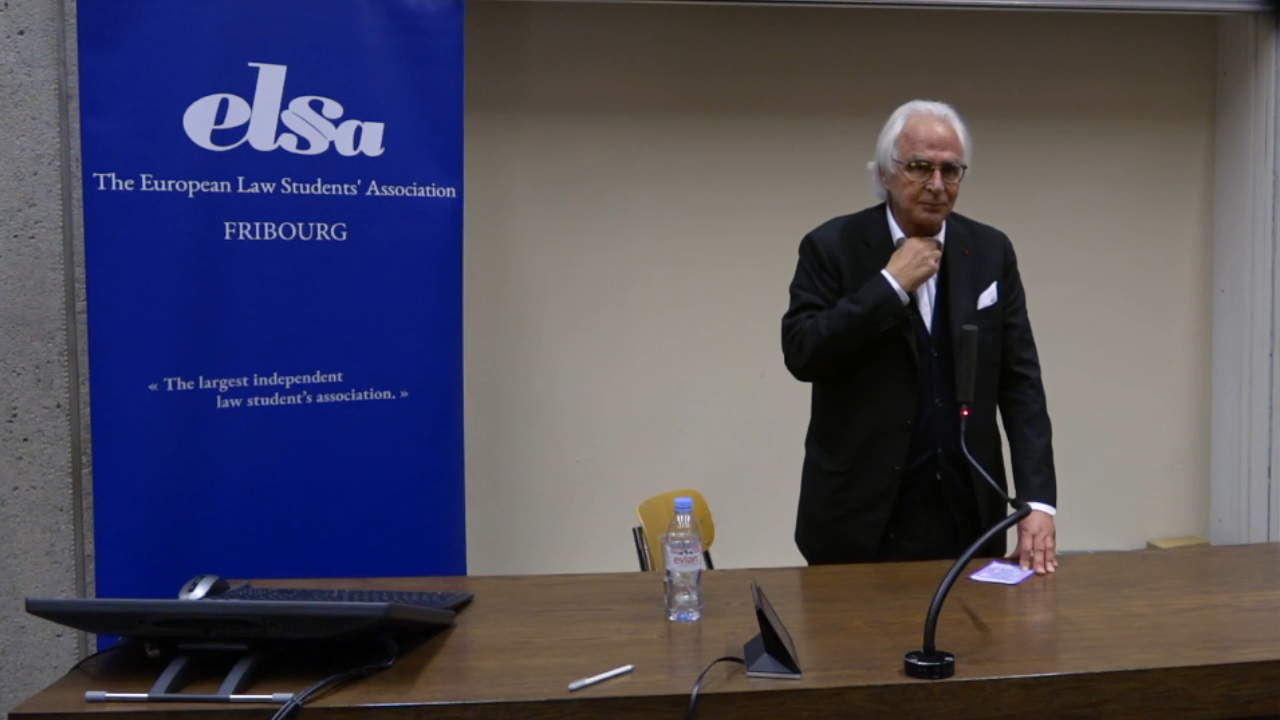 elsa
The European Law Students' Association
FRIBOURG
« The largest independent
law student's association. »
evian